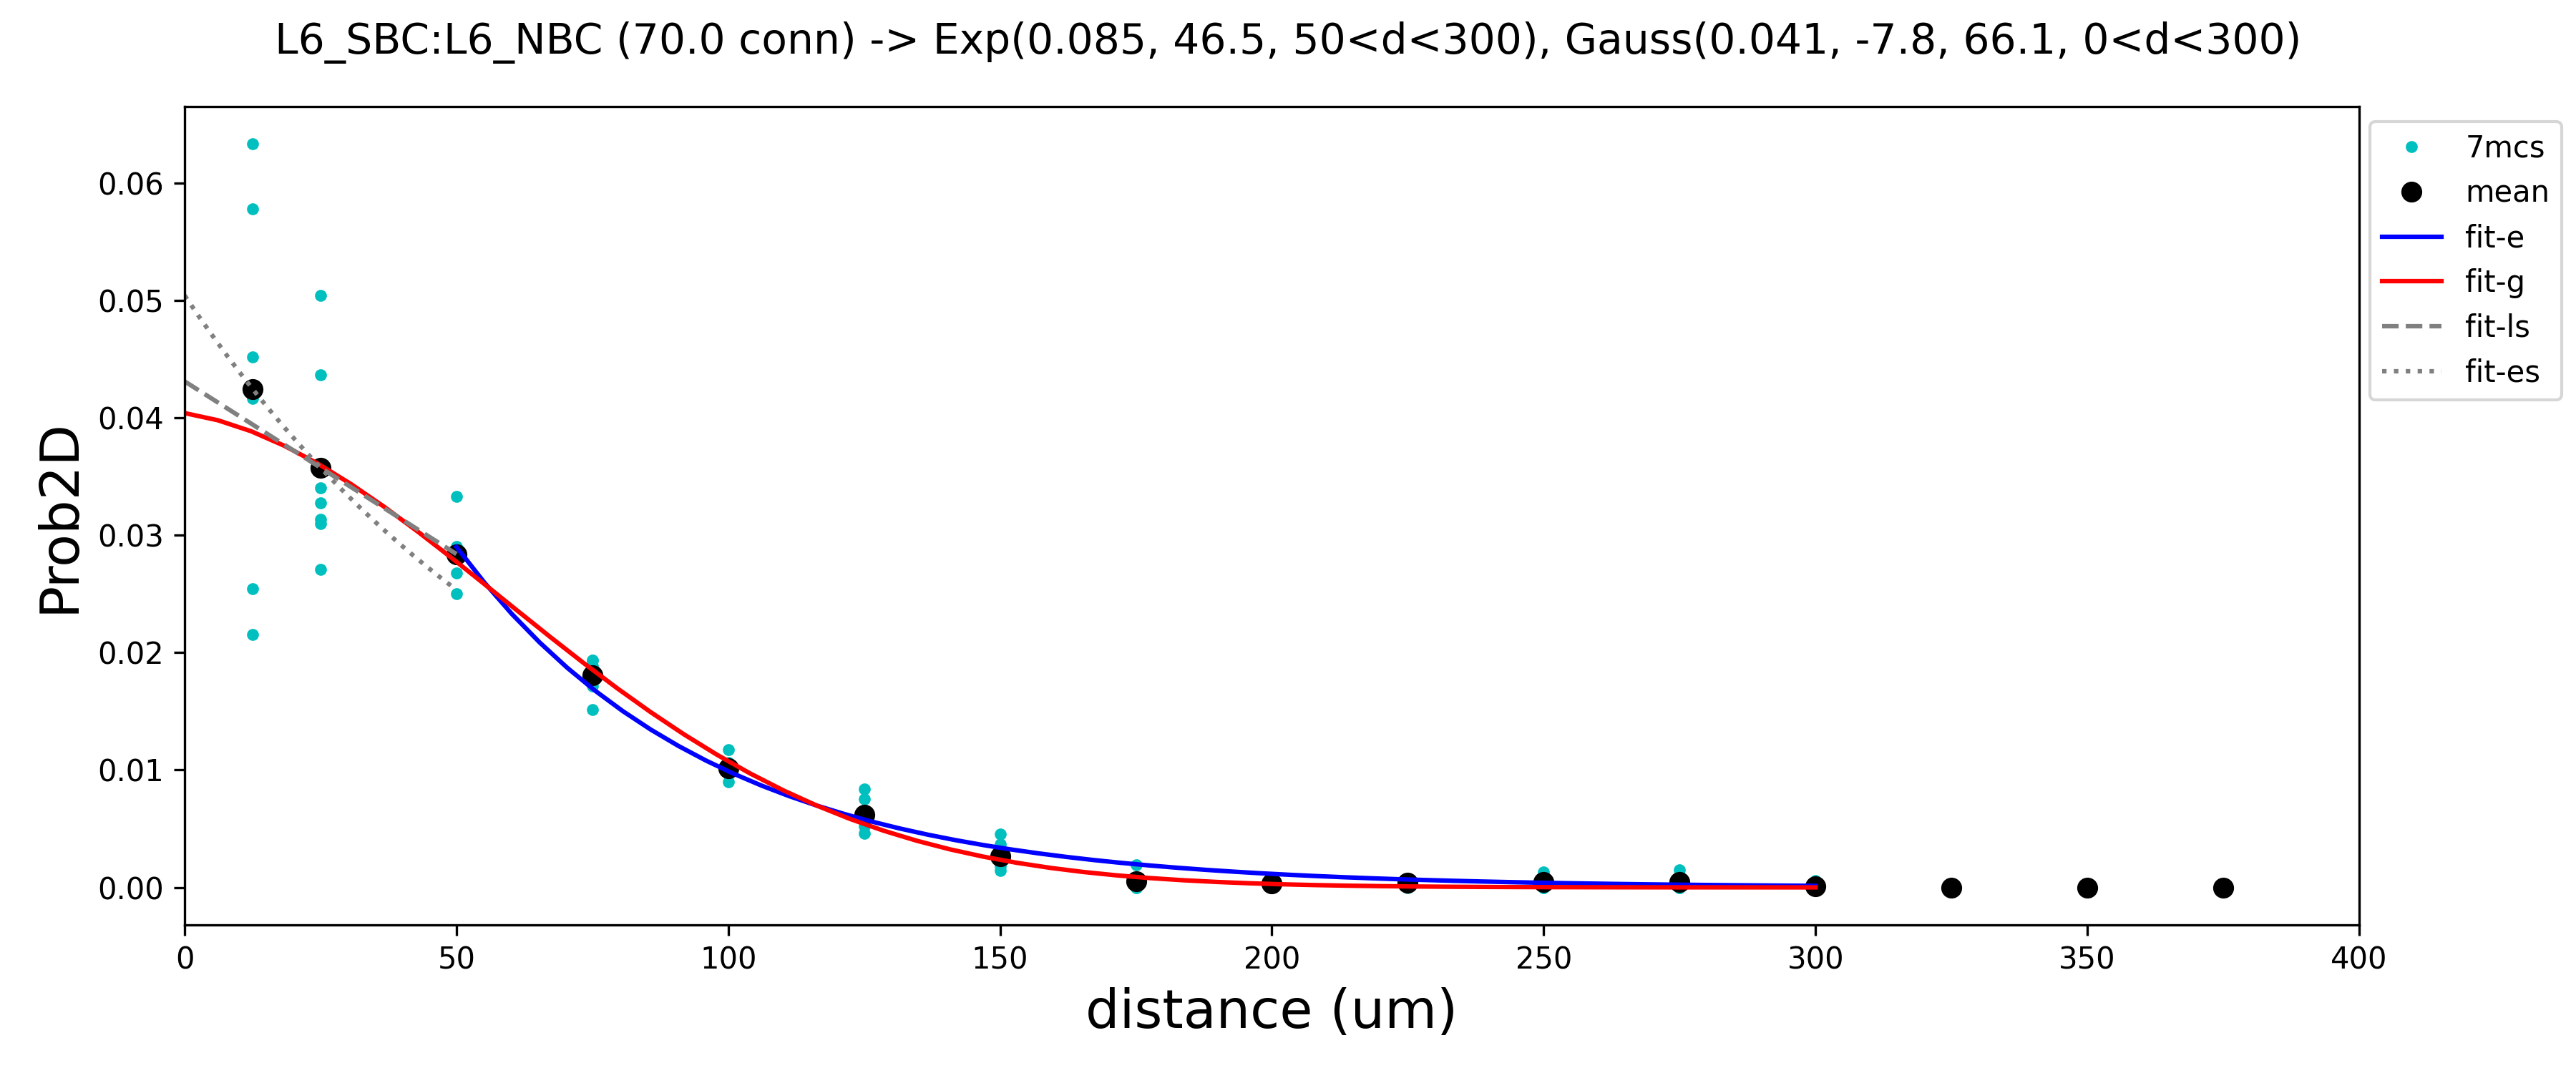 L6_SBC:L6_NBC (70.0 conn) -> Exp(0.085, 46.5, 50<d<300), Gauss(0.041, -7.8, 66.1, 0<d<300)
7mcs
mean
fit-e
fit-g
fit-ls
fit-es
Prob2D
0.06
0.05
0.04
0.03
0.02
0.01
0.00
0 50 100 150 200 250 300 350 400
distance (um)